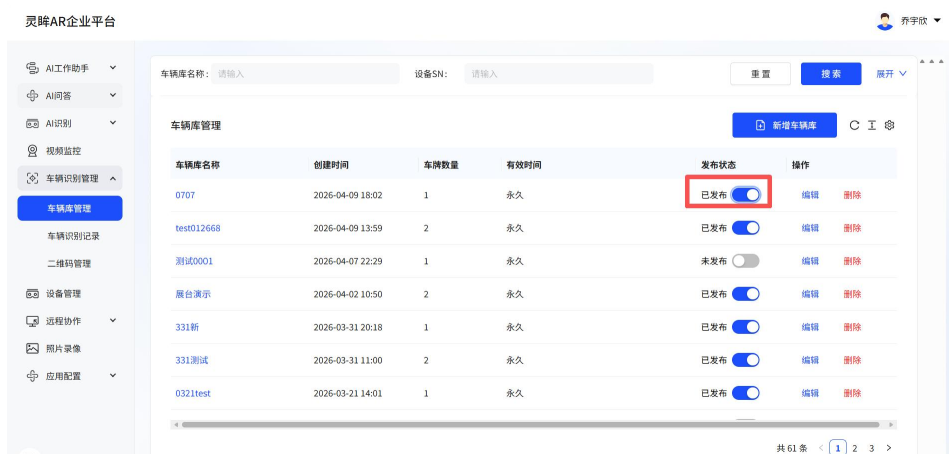 灵眸AR企业平台
乔宇欣
AI工作助手
AI问答
AI识别
视频监控
车辆识别管理
车辆库管理
车辆识别记录
二维码管理
设备管理
远程协作
照片录像
应用配置
车辆库名称： 请输入 设备SN： 请输入 重置 搜索 展开
车辆库管理 新增车辆库
车辆库名称 创建时间 车牌数量 有效时间 发布状态 操作
0707 2026-04-09 18:02 1 永久 已发布 编辑 删除
test012668 2026-04-09 13:59 2 永久 已发布 编辑 删除
测试0001 2026-04-07 22:29 1 永久 未发布 编辑 删除
展台演示 2026-04-02 10:50 2 永久 已发布 编辑 删除
331新 2026-03-31 20:18 1 永久 已发布 编辑 删除
331测试 2026-03-31 11:00 2 永久 已发布 编辑 删除
0321test 2026-03-21 14:01 1 永久 已发布 编辑 删除
共 61 条 1 2 3